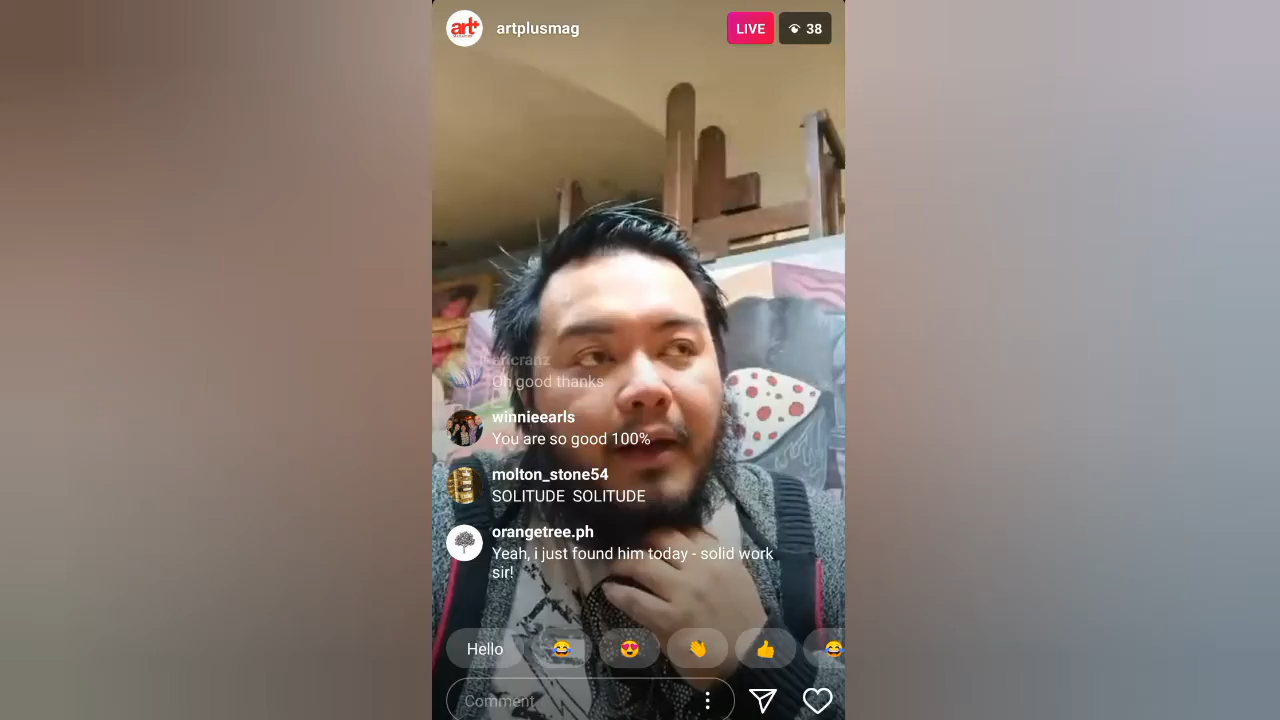 art+
artplusmag
LIVE
38
Oh good thanks
winnieearls
You are so good 100%
molton_stone54
SOLITUDE SOLITUDE
orangetree.ph
Yeah, i just found him today - solid work
sir!
Hello
Comment